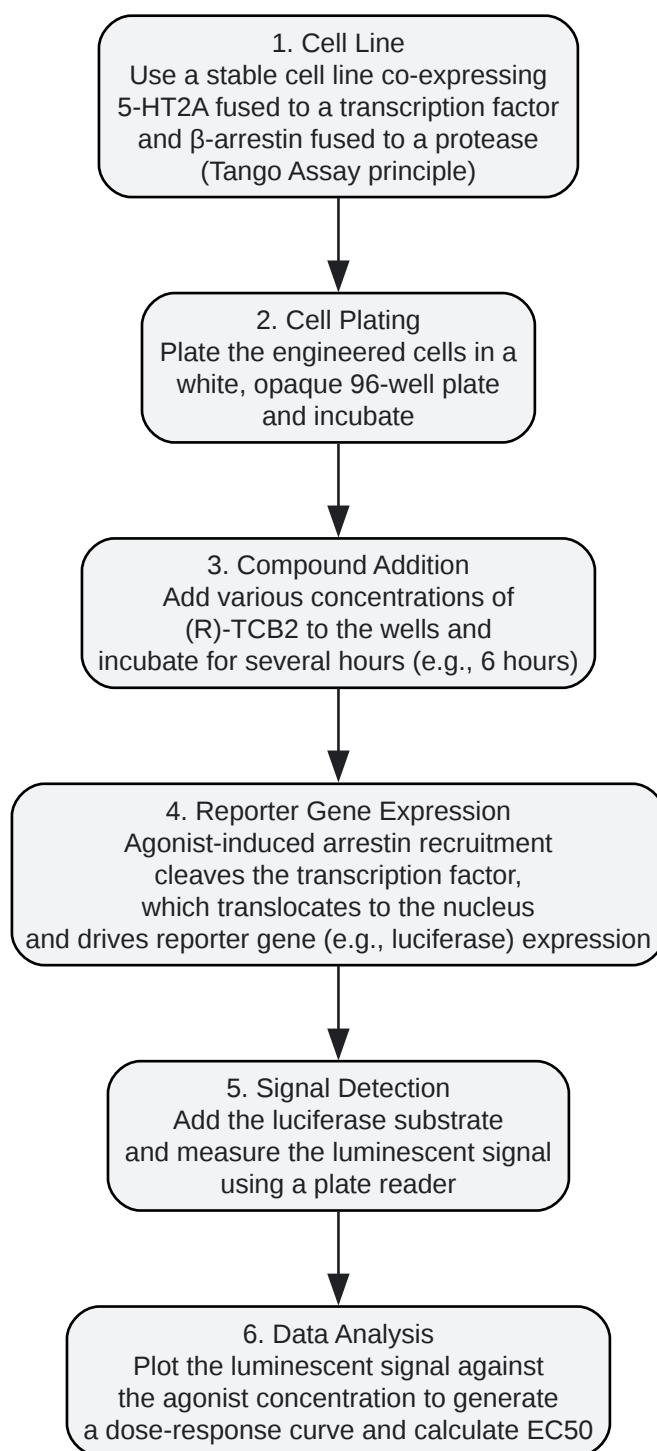 1. Cell Line
Use a stable cell line co-expressing
5-HT2A fused to a transcription factor
and β-arrestin fused to a protease
(Tango Assay principle)
2. Cell Plating
Plate the engineered cells in a
white, opaque 96-well plate
and incubate
3. Compound Addition
Add various concentrations of
(R)-TCB2 to the wells and
incubate for several hours (e.g., 6 hours)
4. Reporter Gene Expression
Agonist-induced arrestin recruitment
cleaves the transcription factor,
which translocates to the nucleus
and drives reporter gene (e.g., luciferase) expression
5. Signal Detection
Add the luciferase substrate
and measure the luminescent signal
using a plate reader
6. Data Analysis
Plot the luminescent signal against
the agonist concentration to generate
a dose-response curve and calculate EC50